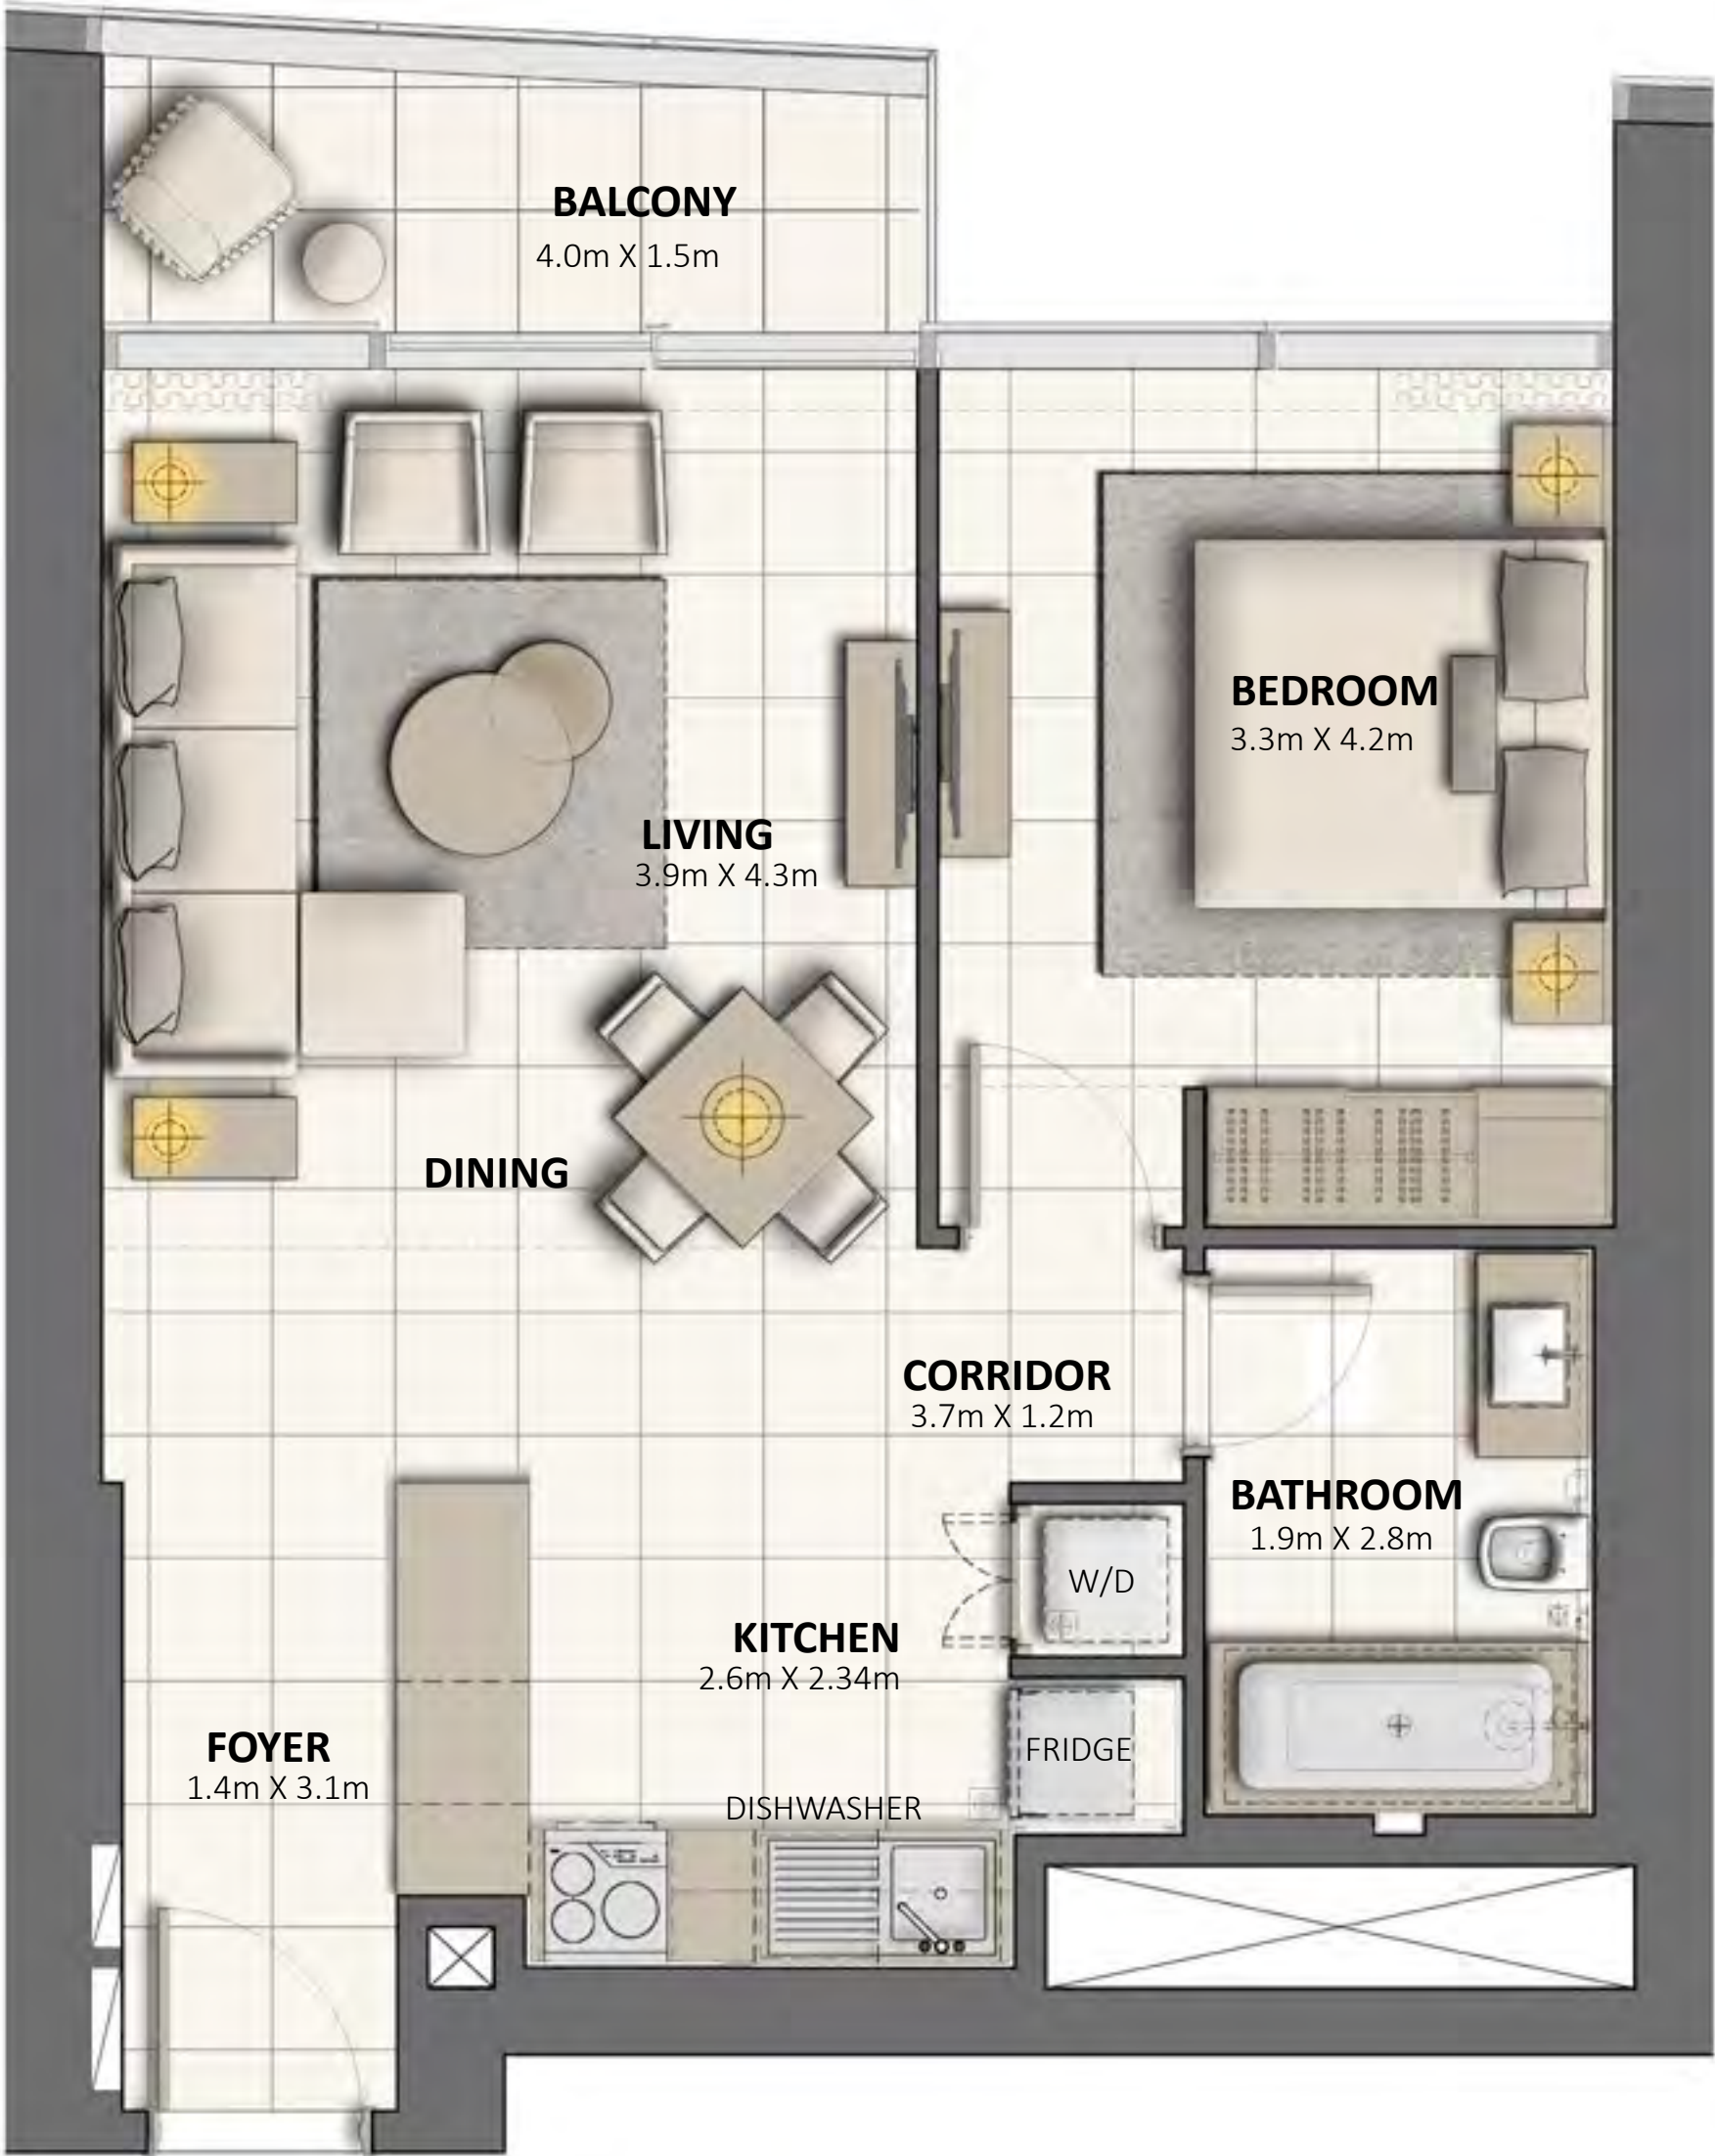 BALCONY
4.0m X 1.5m
BEDROOM
3.3m X 4.2m
LIVING
3.9m X 4.3m
DINING
CORRIDOR
3.7m X 1.2m
BATHROOM
1.9m X 2.8m
W/D
KITCHEN
2.6m X 2.34m
FOYER
1.4m X 3.1m
FRIDGE
DISHWASHER